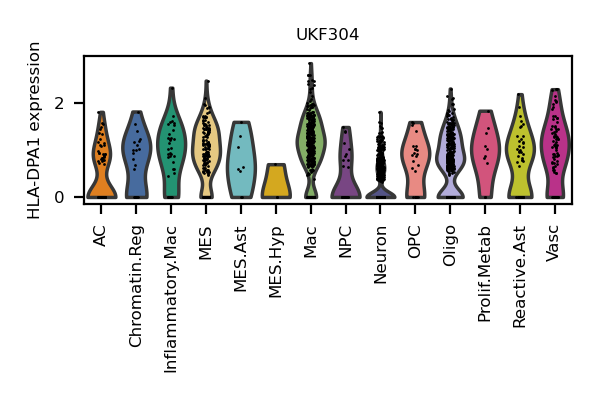 UKF304
HLA-DPA1 expression
2
0
AC
Chromatin.Reg
Inflammatory.Mac
MES
MES.Ast
MES.Hyp
Mac
NPC
Neuron
OPC
Oligo
Prolif.Metab
Reactive.Ast
Vasc